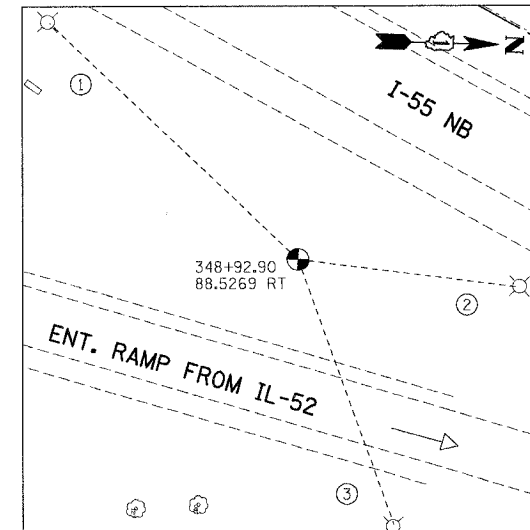 N
①
I-55 NB
348+92.90
88.5269 RT
②
ENT. RAMP FROM IL-52
③